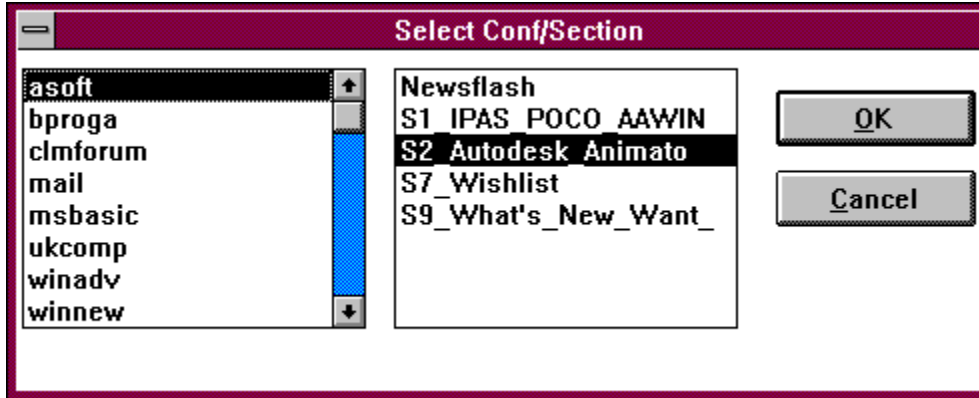 Select Conf/Section
asoft
bproga
clmforum
mail
msbasic
ukcomp
winadv
winnew
Newsflash
S1_IPAS_POCO_AAWIN
S2_Autodesk_Animato
S7_Wishlist
S9_What's_New_Want_
OK
Cancel